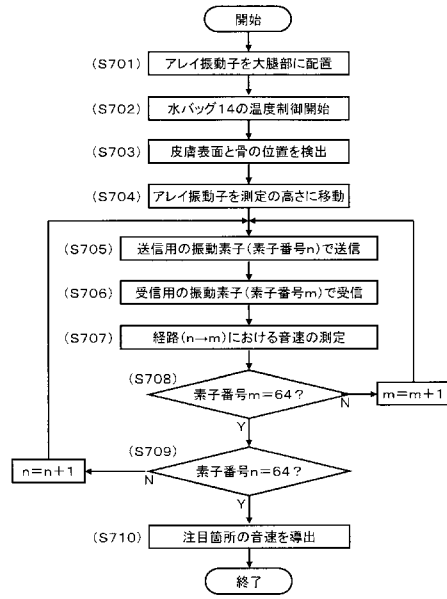 開始
(S701)
アレイ振動子を大腿部に配置
(S702)
水バッグ14の温度制御開始
(S703)
皮膚表面と骨の位置を検出
(S704)
アレイ振動子を測定の高さに移動
(S705)
送信用の振動素子(素子番号n)で送信
(S706)
受信用の振動素子(素子番号m)で受信
(S707)
経路(n→m)における音速の測定
(S708)
素子番号m=64?
N
m=m+1
Y
(S709)
素子番号n=64?
N
n=n+1
Y
(S710)
注目箇所の音速を導出
終了